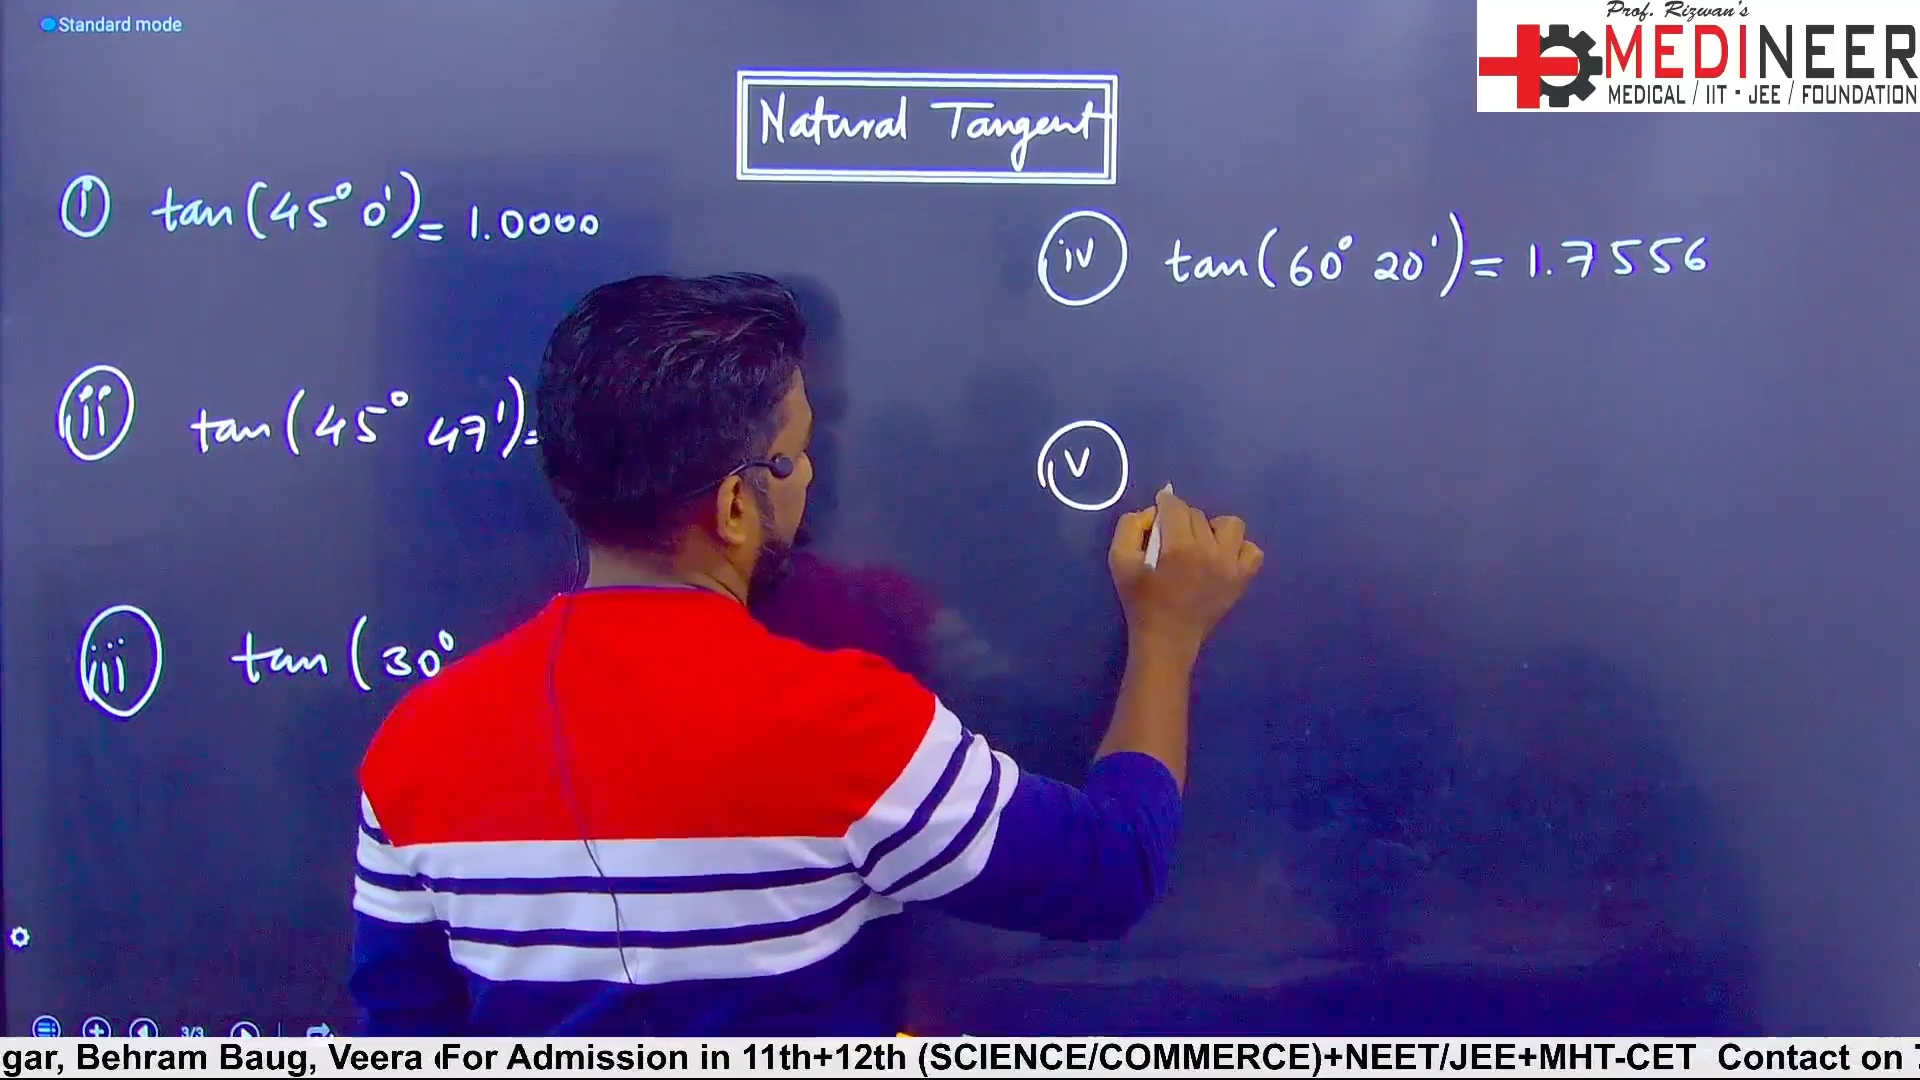 Standard mode
Prof. Rizwan's
MEDINEER
MEDICAL / IIT - JEE / FOUNDATION
Natural Tangent
i tan(45° 0') = 1.0000
ii tan(45° 47') =
iii tan(30°
iv tan(60° 20') = 1.7556
v
3/3
gar, Behram Baug, Veera For Admission in 11th+12th (SCIENCE/COMMERCE)+NEET/JEE+MHT-CET Contact on